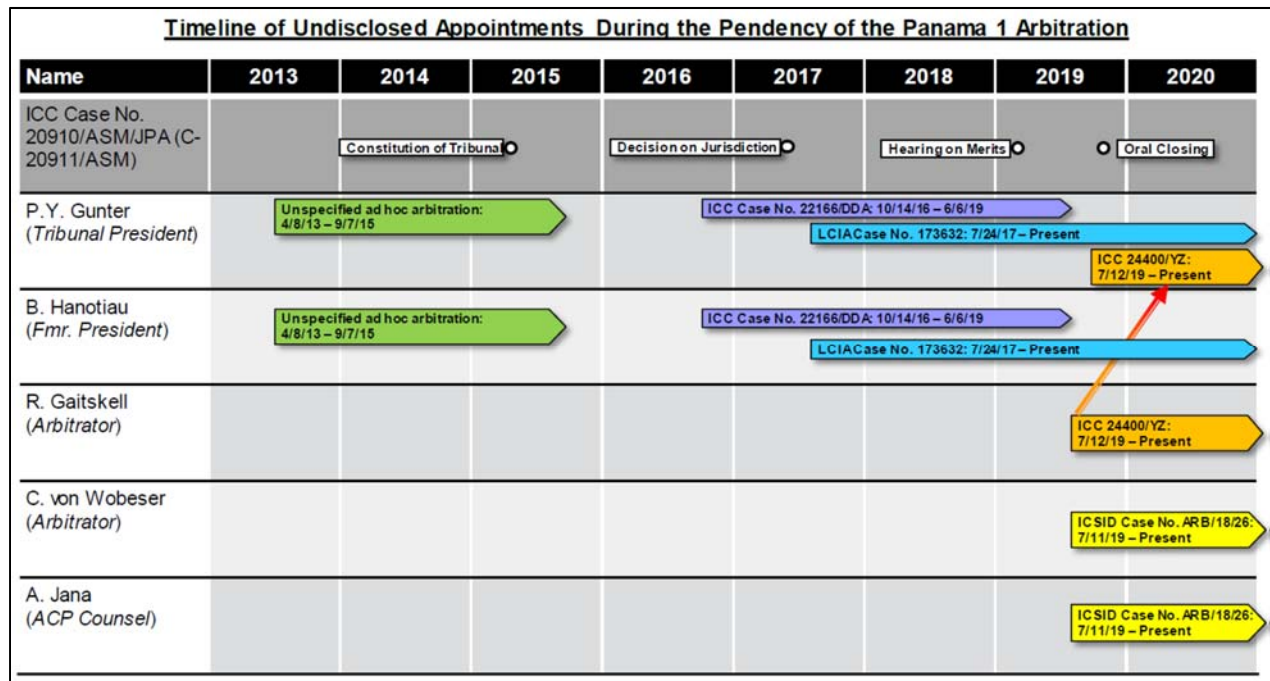 Timeline of Undisclosed Appointments During the Pendency of the Panama 1 Arbitration
Name 2013 2014 2015 2016 2017 2018 2019 2020
ICC Case No.
20910/ASM/JPA (C-
20911/ASM)
Constitution of Tribunal
Decision on Jurisdiction
Hearing on Merits
Oral Closing
P.Y. Gunter
(Tribunal President)
Unspecified ad hoc arbitration:
4/8/13 – 9/7/15
ICC Case No. 22166/DDA: 10/14/16 – 6/6/19
LCIACase No. 173632: 7/24/17 – Present
ICC 24400/YZ:
7/12/19 – Present
B. Hanotiau
(Fmr. President)
Unspecified ad hoc arbitration:
4/8/13 – 9/7/15
ICC Case No. 22166/DDA: 10/14/16 – 6/6/19
LCIACase No. 173632: 7/24/17 – Present
R. Gaitskell
(Arbitrator)
ICC 24400/YZ:
7/12/19 – Present
C. von Wobeser
(Arbitrator)
ICSID Case No. ARB/18/26:
7/11/19 – Present
A. Jana
(ACP Counsel)
ICSID Case No. ARB/18/26:
7/11/19 – Present